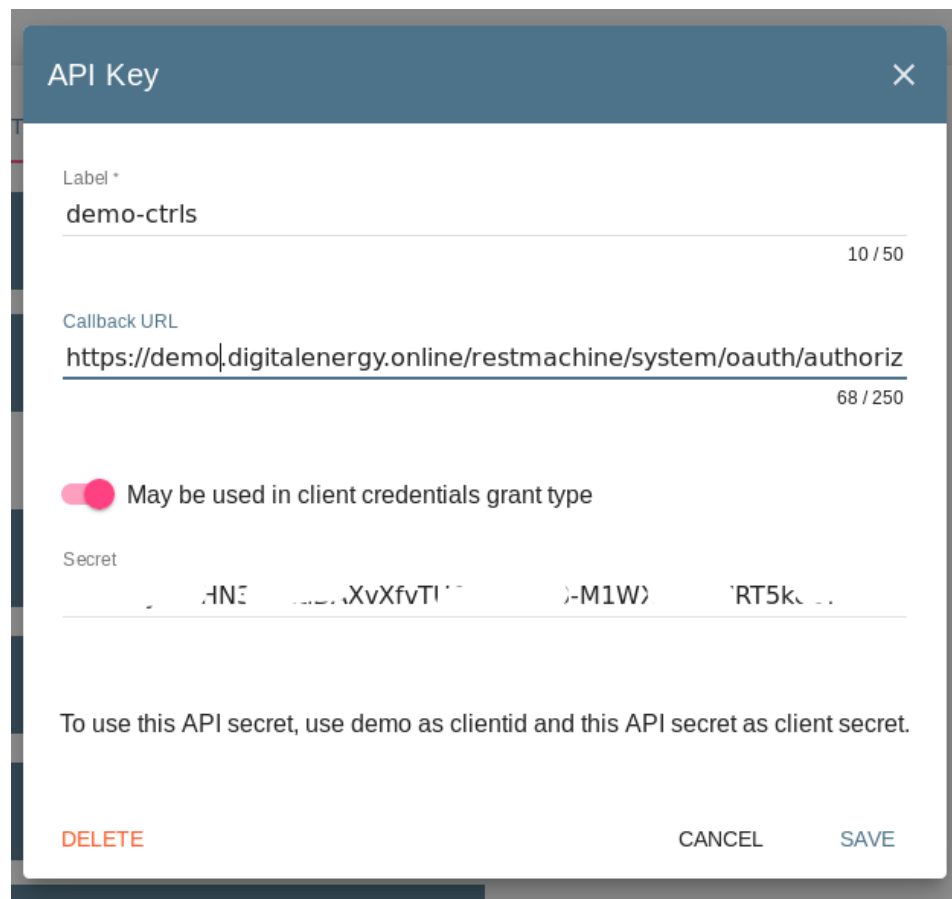 API Key
Label *
demo-ctrls
10 / 50
Callback URL
https://demo.digitalenergy.online/restmachine/system/oauth/authoriz
68 / 250
May be used in client credentials grant type
Secret
To use this API secret, use demo as clientid and this API secret as client secret.
DELETE
CANCEL
SAVE